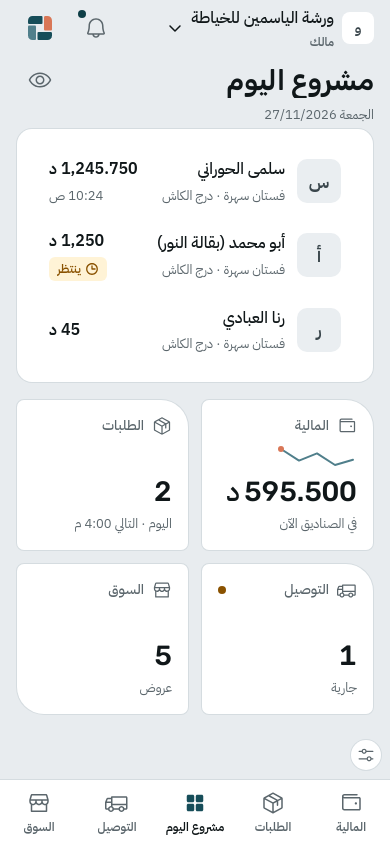 و
ورشة الياسمين للخياطة
مالك
مشروع اليوم
الجمعة 27/11/2026
س
سلمى الحوراني
1,245.750 د
فستان سهرة · درج الكاش
10:24 ص
أ
أبو محمد (بقالة النور)
1,250 د
فستان سهرة · درج الكاش
ينتظر
ر
رنا العبادي
45 د
فستان سهرة · درج الكاش
المالية
595.500 د
في الصناديق الآن
الطلبات
2
اليوم · التالي 4:00 م
التوصيل
1
جارية
السوق
5
عروض
المالية
الطلبات
مشروع اليوم
التوصيل
السوق